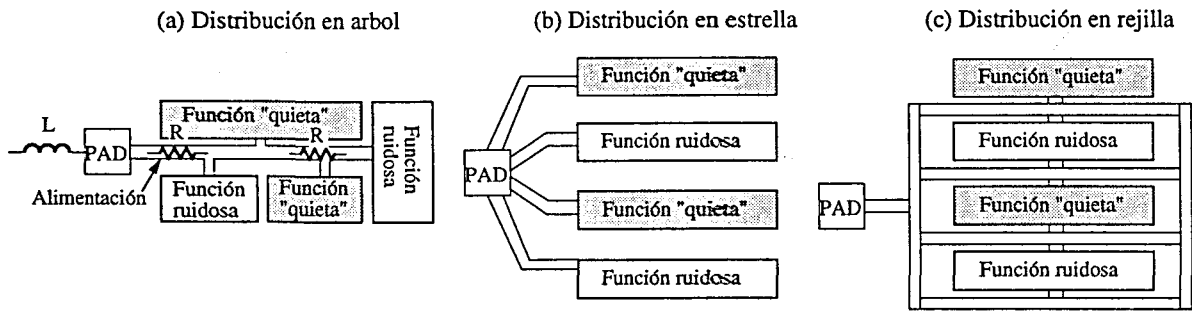 (a) Distribución en arbol
L
PAD
R
R
Función "quieta"
Alimentación
Función
ruidosa
Función
"quieta"
Función
ruidosa
(b) Distribución en estrella
PAD
Función "quieta"
Función ruidosa
Función "quieta"
Función ruidosa
(c) Distribución en rejilla
PAD
Función "quieta"
Función ruidosa
Función "quieta"
Función ruidosa